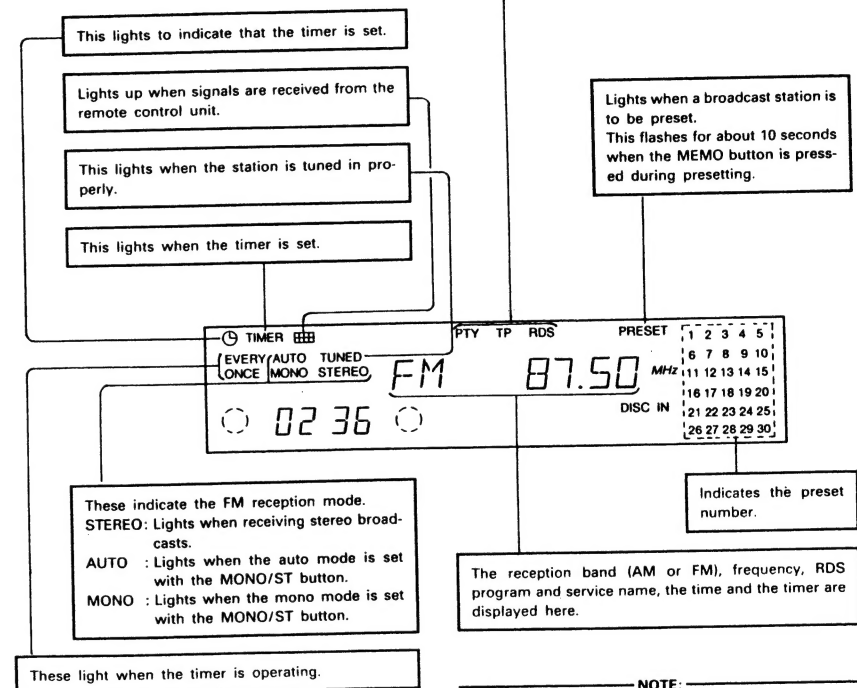 This lights to indicate that the timer is set.
Lights up when signals are received from the
remote control unit.
This lights when the station is tuned in pro-
perly.
This lights when the timer is set.
Lights when a broadcast station is
to be preset.
This flashes for about 10 seconds
when the MEMO button is press-
ed during presetting.
TIMER PTY TP RDS PRESET
EVERY AUTO TUNED
ONCE MONO STEREO
FM 87.50 MHz
DISC IN
02 36
1 2 3 4 5
6 7 8 9 10
11 12 13 14 15
16 17 18 19 20
21 22 23 24 25
26 27 28 29 30
These indicate the FM reception mode.
STEREO: Lights when receiving stereo broad-
casts.
AUTO : Lights when the auto mode is set
with the MONO/ST button.
MONO : Lights when the mono mode is set
with the MONO/ST button.
Indicates the preset
number.
The reception band (AM or FM), frequency, RDS
program and service name, the time and the timer are
displayed here.
These light when the timer is operating.
NOTE: